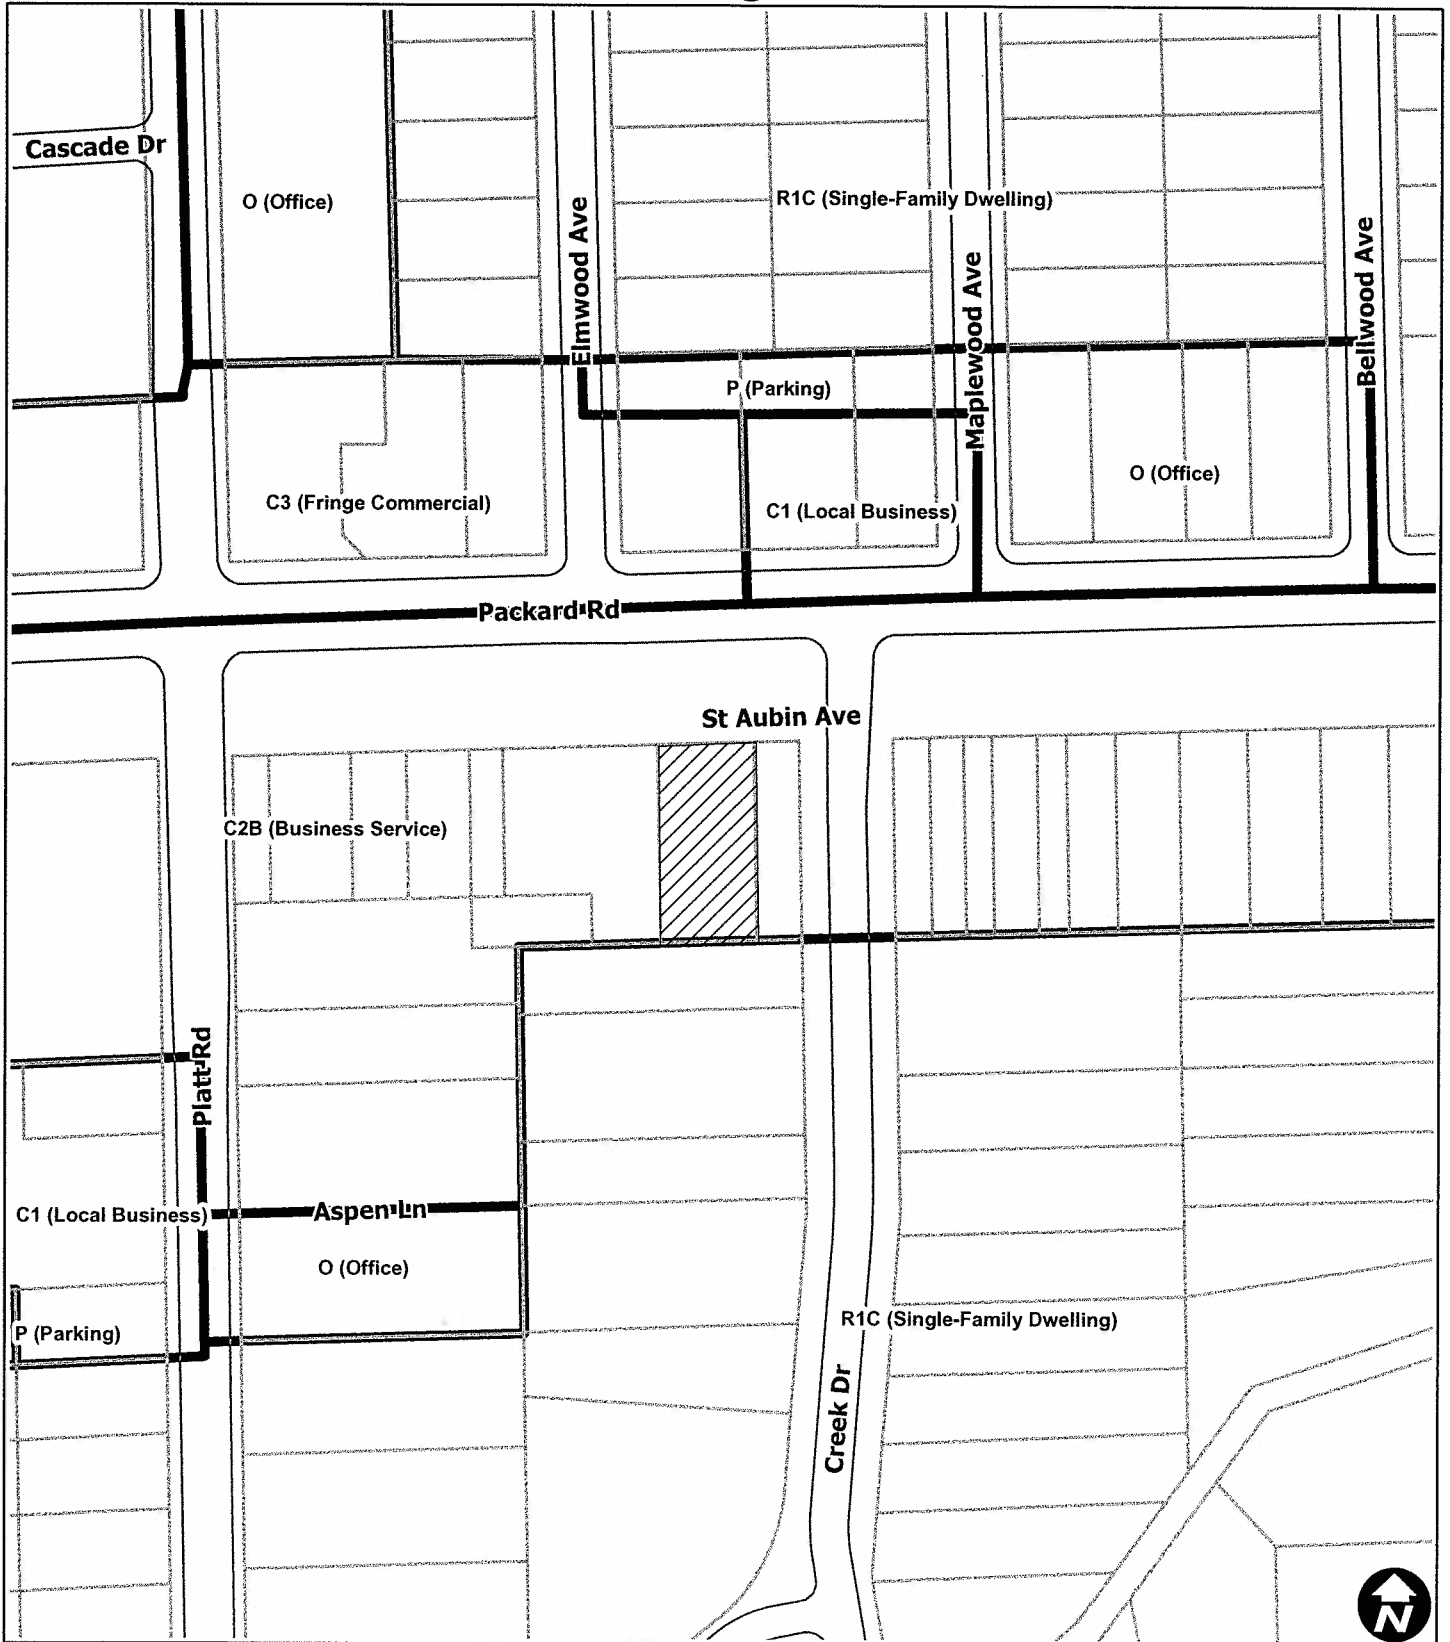 Cascade Dr
O (Office)
R1C (Single-Family Dwelling)
Elmwood Ave
Maplewood Ave
Bellwood Ave
P (Parking)
C3 (Fringe Commercial)
C1 (Local Business)
O (Office)
Packard Rd
St Aubin Ave
C2B (Business Service)
Platt Rd
C1 (Local Business)
Aspen Ln
O (Office)
P (Parking)
R1C (Single-Family Dwelling)
Creek Dr
N